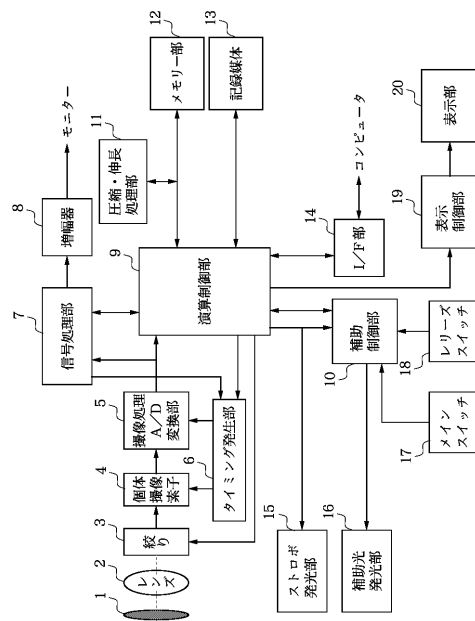 1
2
レンズ
3
絞り
4
個体
撮像
素子
5
撮像処理
A/D
変換部
6
タイミング発生部
7
信号処理部
8
増幅器
モニター
9
演算制御部
10
補助
制御部
11
圧縮・伸長
処理部
12
メモリー部
13
記録媒体
14
I/F部
コンピュータ
15
ストロボ
発光部
16
補助光
発光部
17
メイン
スイッチ
18
レリーズ
スイッチ
19
表示
制御部
20
表示部